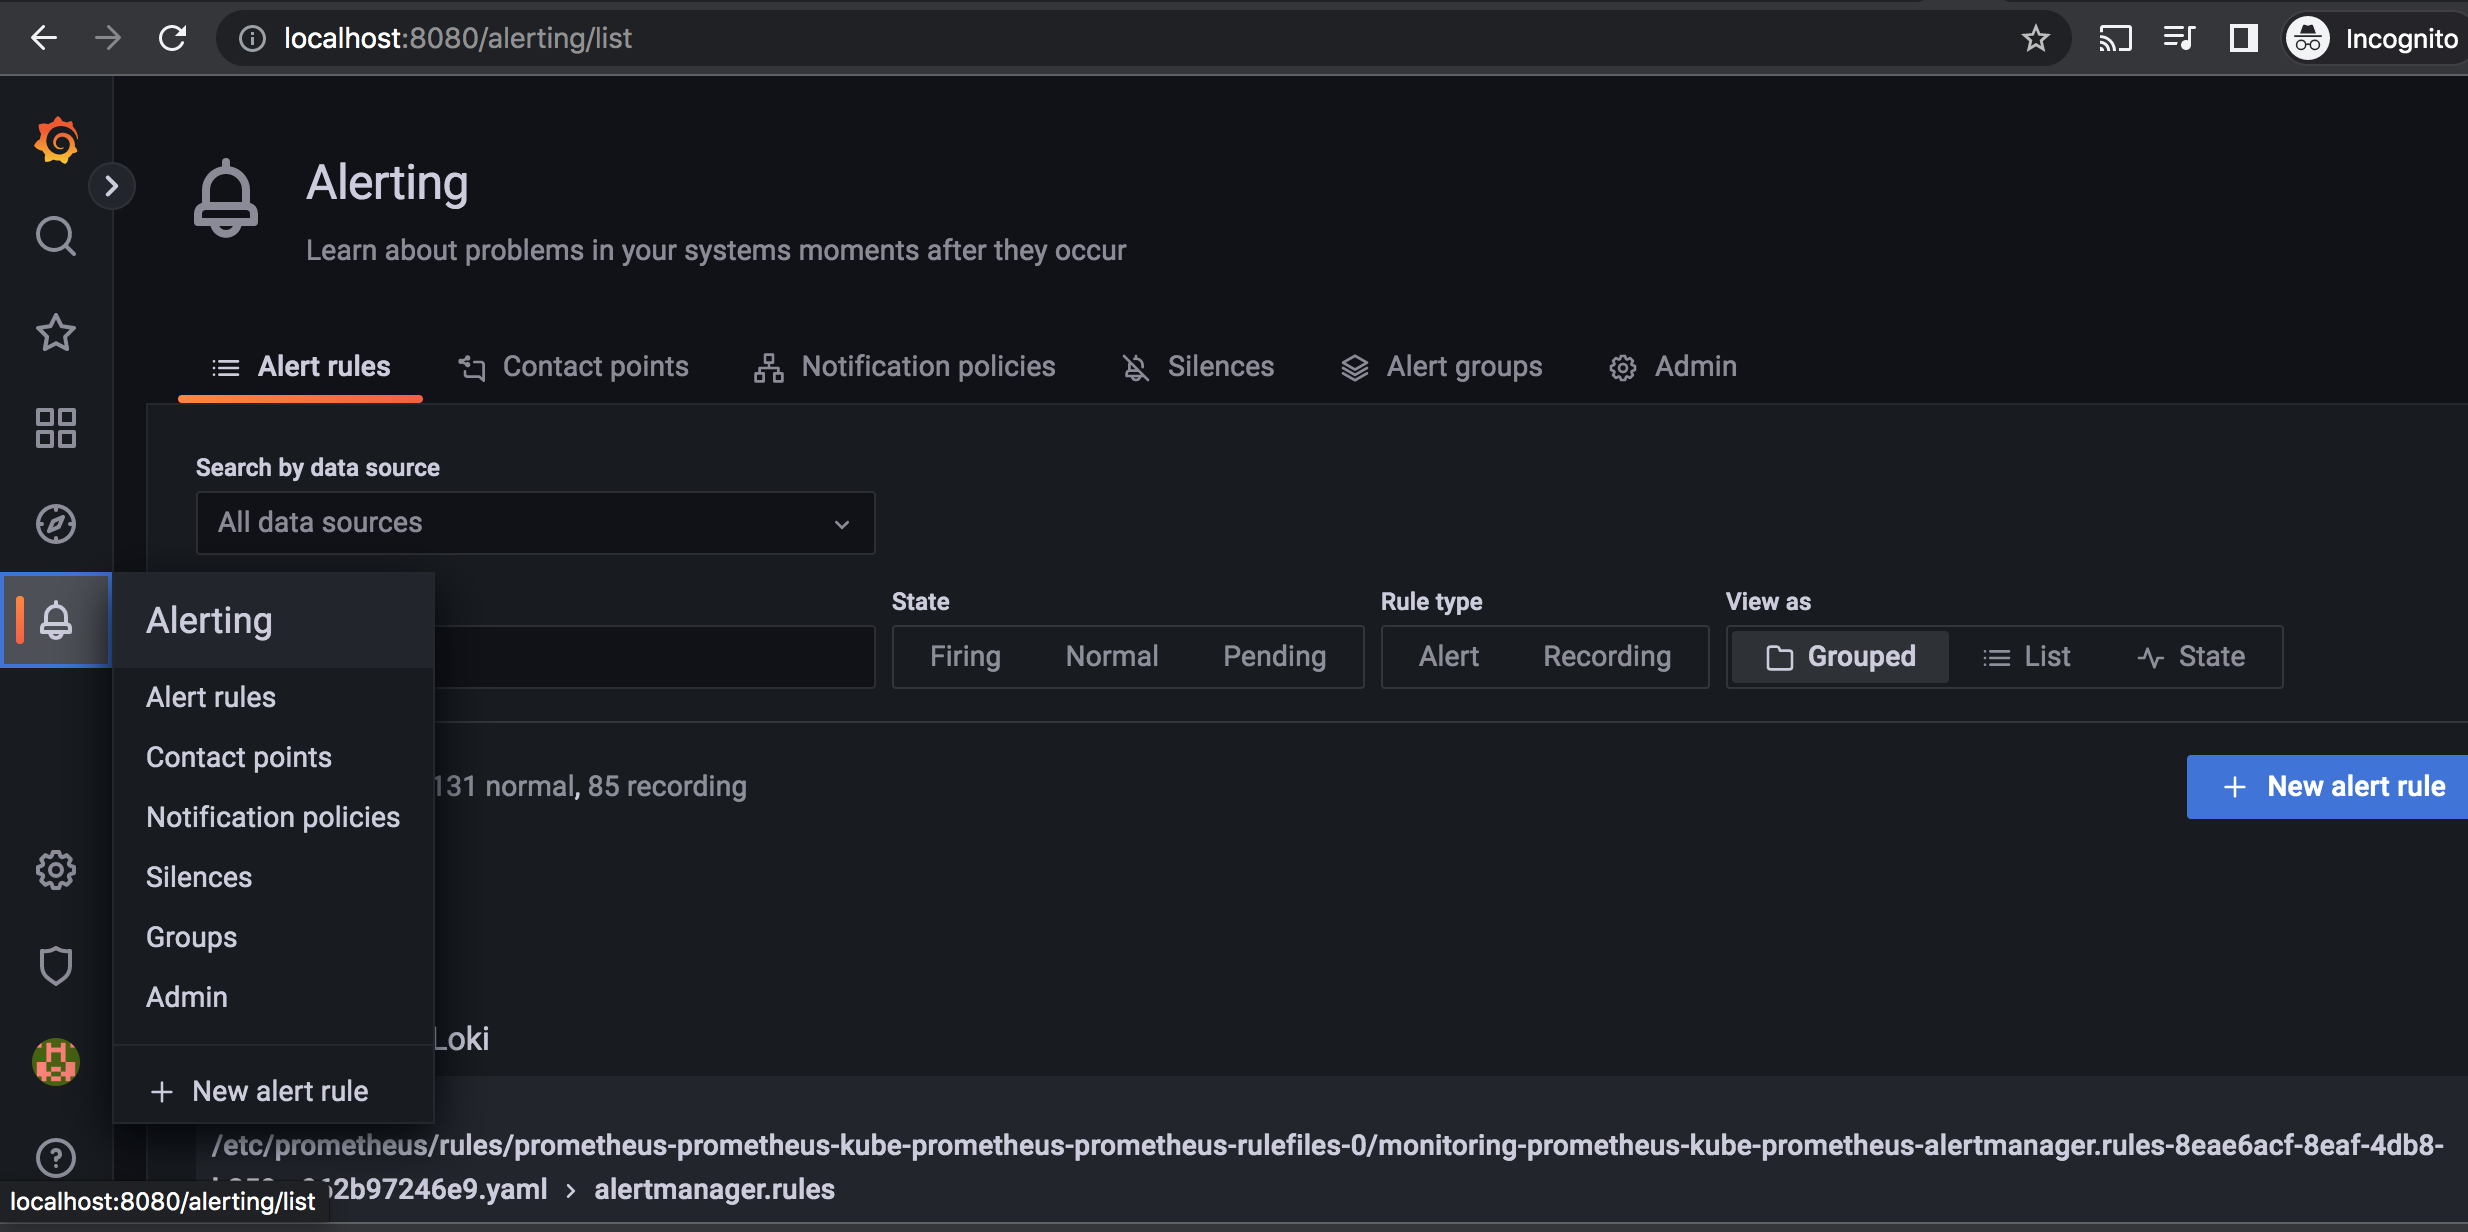 localhost:8080/alerting/list
Incognito
Alerting
Learn about problems in your systems moments after they occur
Alert rules
Contact points
Notification policies
Silences
Alert groups
Admin
Search by data source
All data sources
State
Rule type
View as
Firing
Normal
Pending
Alert
Recording
Grouped
List
State
Alerting
Alert rules
Contact points
Notification policies
Silences
Groups
Admin
New alert rule
131 normal, 85 recording
New alert rule
Loki
/etc/prometheus/rules/prometheus-prometheus-kube-prometheus-prometheus-rulefiles-0/monitoring-prometheus-kube-prometheus-alertmanager.rules-8eae6acf-8eaf-4db8-
62b97246e9.yaml > alertmanager.rules
localhost:8080/alerting/list